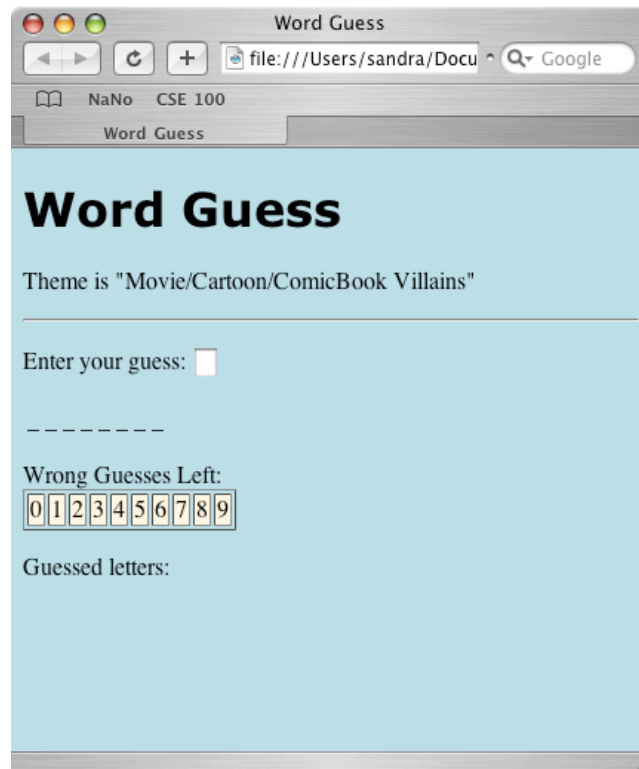 Word Guess
file:///Users/sandra/Docu
Google
NaNo CSE 100
Word Guess
Word Guess
Theme is "Movie/Cartoon/ComicBook Villains"
Enter your guess:
_ _ _ _ _ _ _ _
Wrong Guesses Left:
0 1 2 3 4 5 6 7 8 9
Guessed letters: